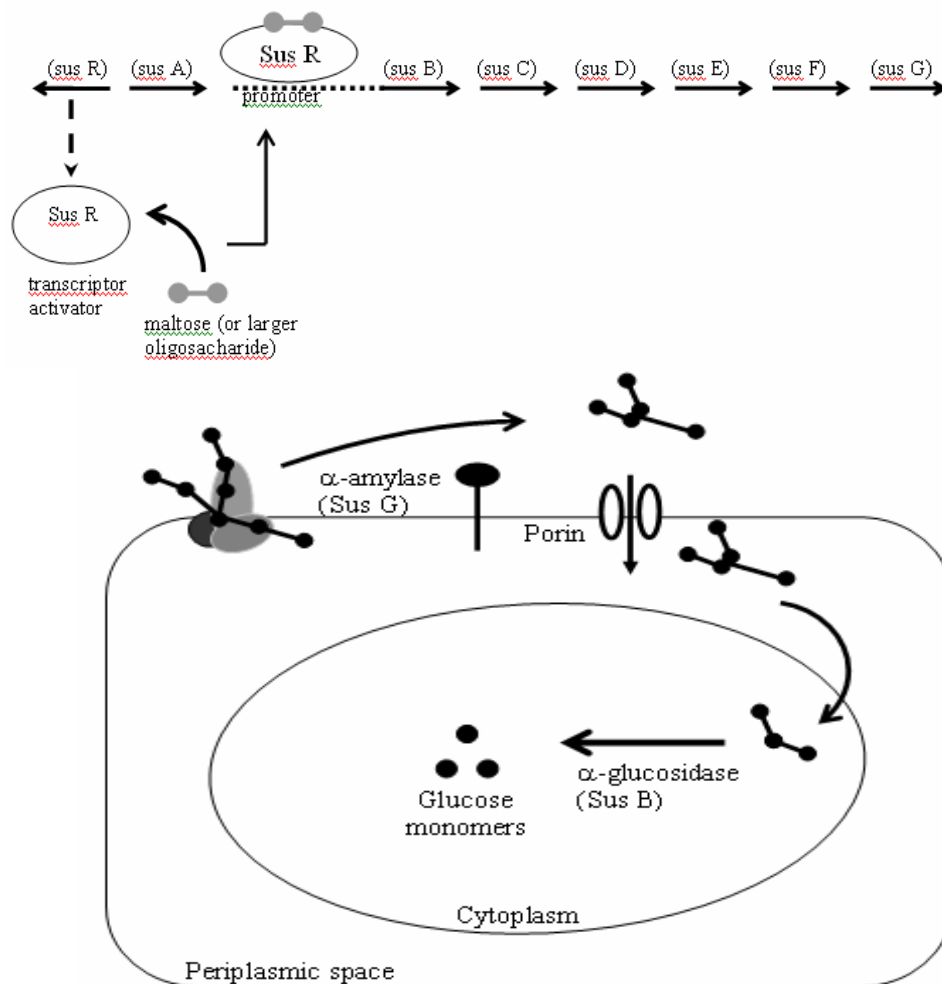 Sus R
(sus R) (sus A) (sus B) (sus C) (sus D) (sus E) (sus F) (sus G)
promoter
Sus R
transcriptor
activator
maltose (or larger
oligosacharide)
α-amylase
(Sus G)
Porin
α-glucosidase
(Sus B)
Glucose
monomers
Cytoplasm
Periplasmic space